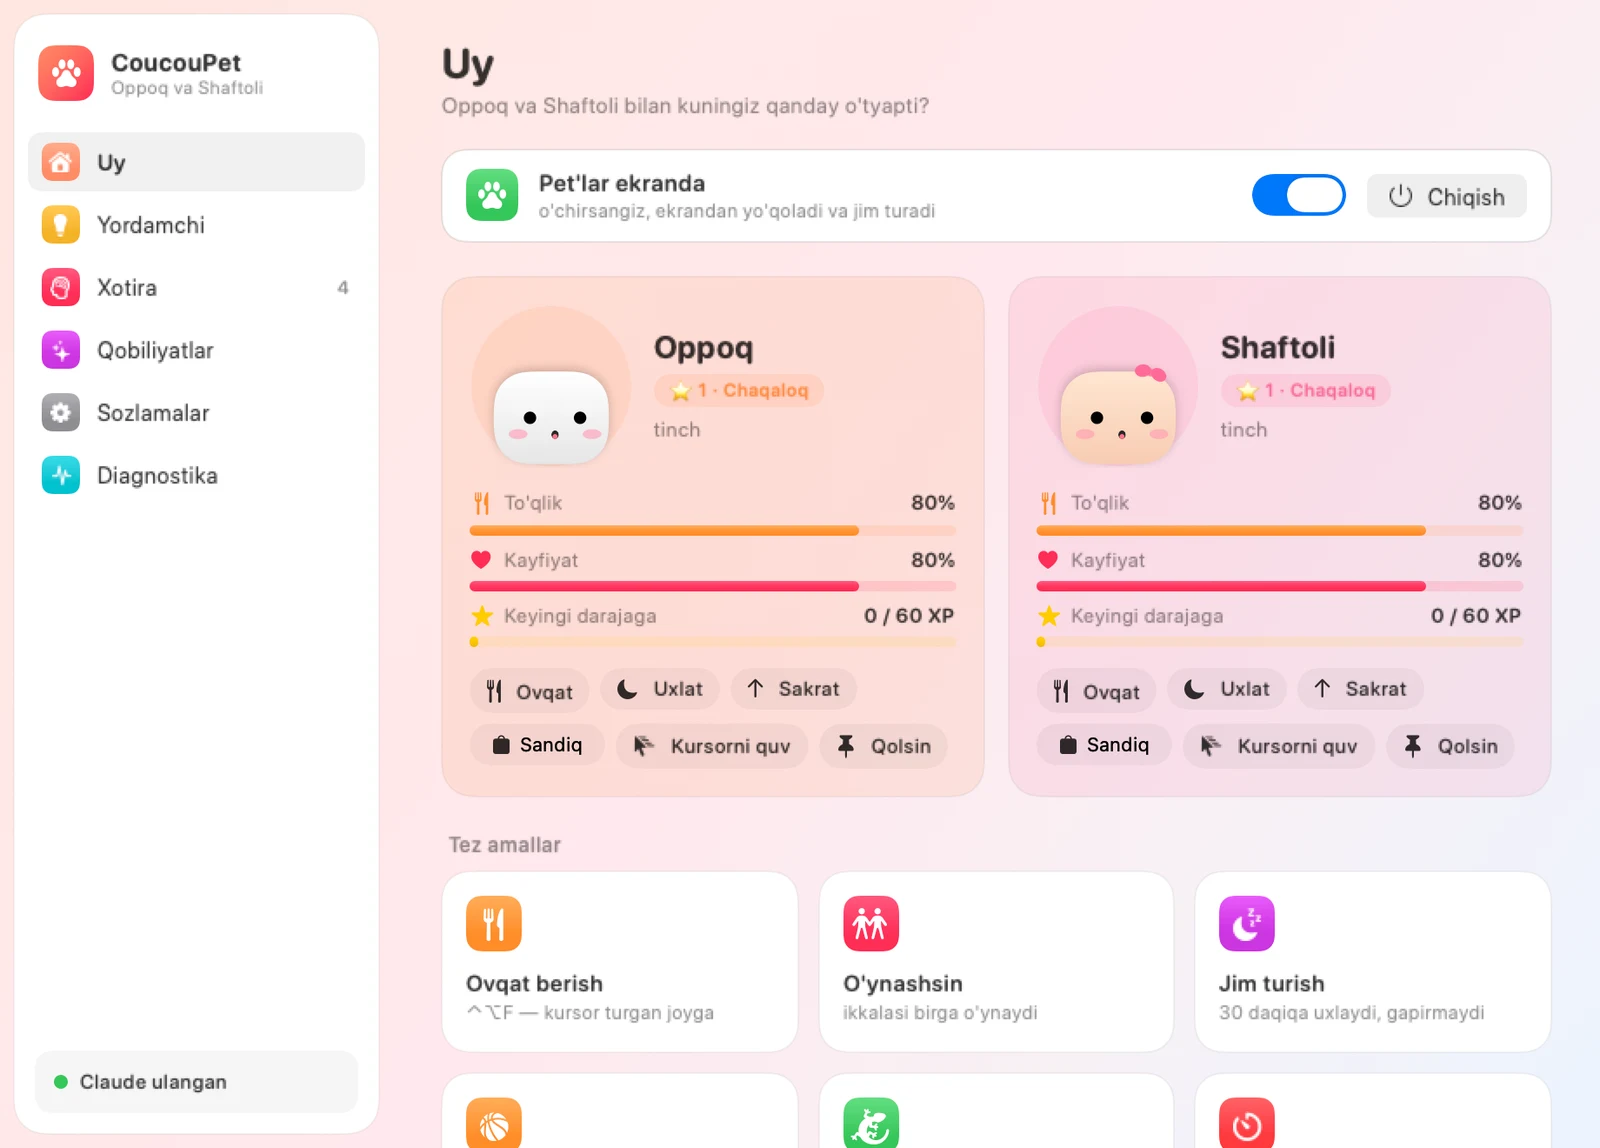 CoucouPet
Oppoq va Shaftoli
Uy
Yordamchi
Xotira 4
Qobiliyatlar
Sozlamalar
Diagnostika
Claude ulangan
Uy
Oppoq va Shaftoli bilan kuningiz qanday o'tyapti?
Pet'lar ekranda
o'chirsangiz, ekrandan yo'qoladi va jim turadi
Chiqish
Oppoq
1 · Chaqaloq
tinch
To'qlik 80%
Kayfiyat 80%
Keyingi darajaga 0 / 60 XP
Ovqat Uxlat Sakrat
Sandiq Kursorni quv Qolsin
Shaftoli
1 · Chaqaloq
tinch
To'qlik 80%
Kayfiyat 80%
Keyingi darajaga 0 / 60 XP
Ovqat Uxlat Sakrat
Sandiq Kursorni quv Qolsin
Tez amallar
Ovqat berish
⌃⌥F — kursor turgan joyga
O'ynashsin
ikkalasi birga o'ynaydi
Jim turish
30 daqiqa uxlaydi, gapirmaydi